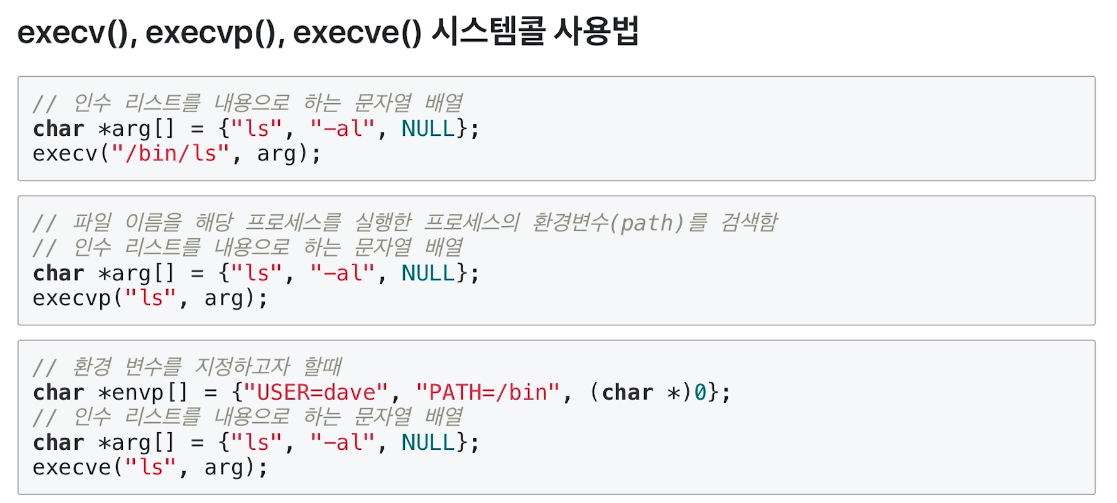 execv(), execvp(), execve() 시스템콜 사용법
// 인수 리스트를 내용으로 하는 문자열 배열
char *arg[] = {"ls", "-al", NULL};
execv("/bin/ls", arg);
// 파일 이름을 해당 프로세스를 실행한 프로세스의 환경변수(path)를 검색함
// 인수 리스트를 내용으로 하는 문자열 배열
char *arg[] = {"ls", "-al", NULL};
execvp("ls", arg);
// 환경 변수를 지정하고자 할때
char *envp[] = {"USER=dave", "PATH=/bin", (char *)0};
// 인수 리스트를 내용으로 하는 문자열 배열
char *arg[] = {"ls", "-al", NULL};
execve("ls", arg);